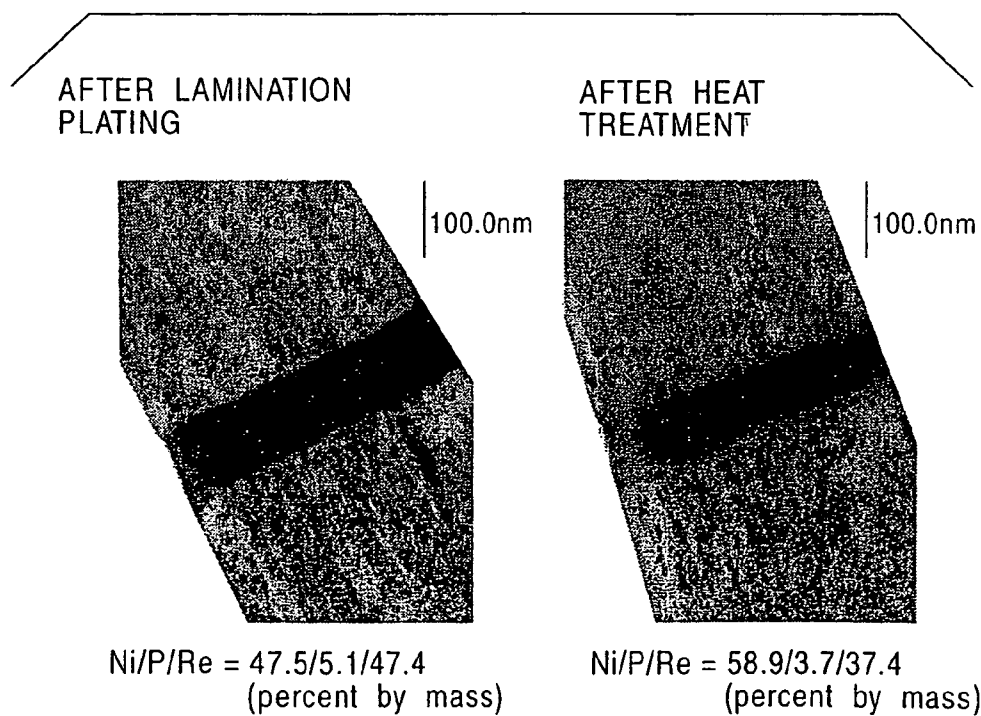 AFTER LAMINATION
PLATING
100.0nm
Ni/P/Re = 47.5/5.1/47.4
(percent by mass)
AFTER HEAT
TREATMENT
100.0nm
Ni/P/Re = 58.9/3.7/37.4
(percent by mass)